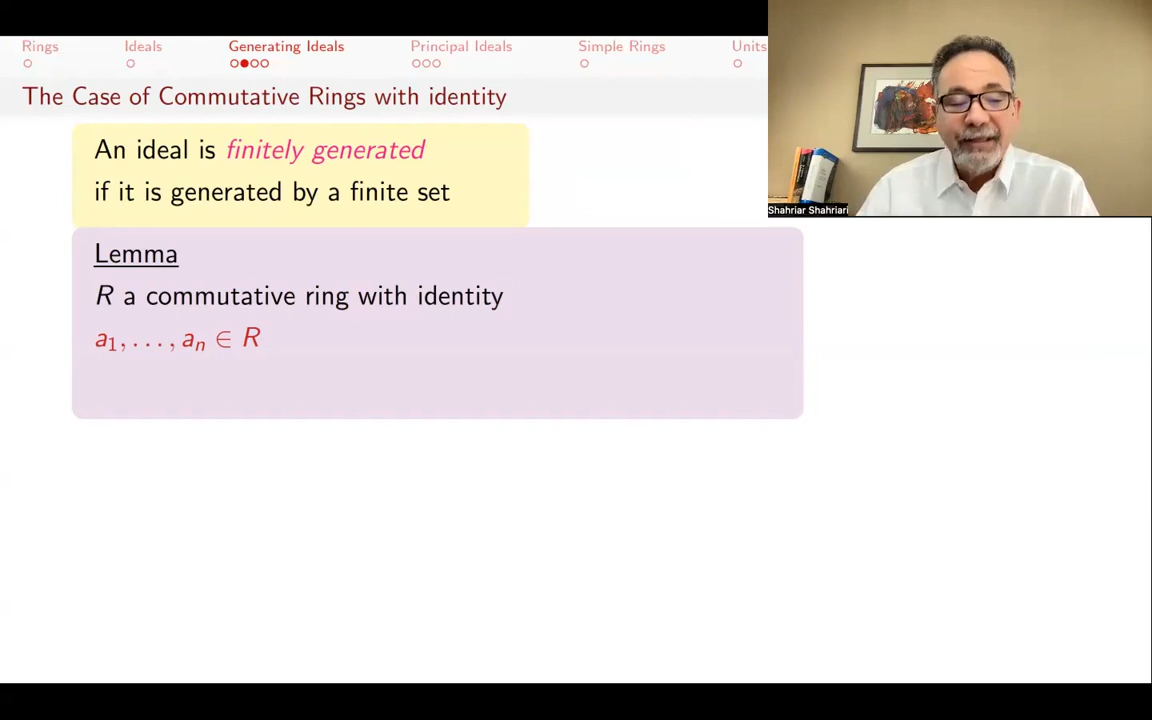 Rings Ideals Generating Ideals Principal Ideals Simple Rings Units
The Case of Commutative Rings with identity
An ideal is finitely generated
if it is generated by a finite set
Lemma
R a commutative ring with identity
a₁, . . . , aₙ ∈ R
Shahriar Shahriari